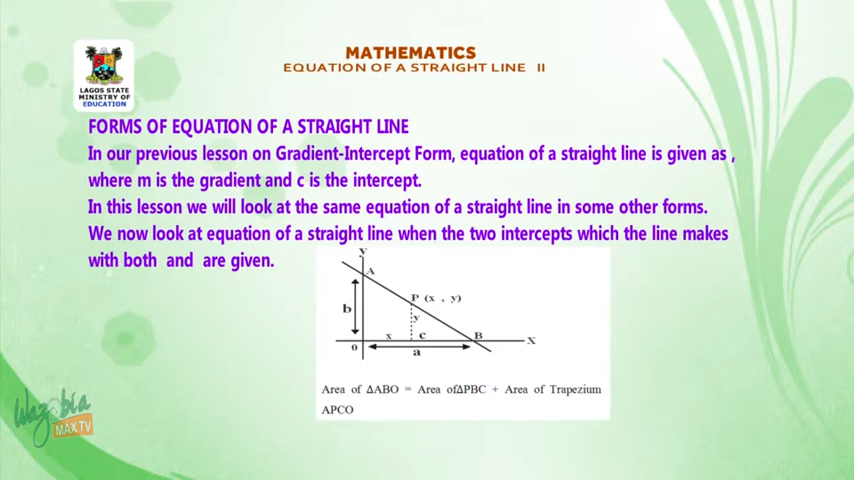 MATHEMATICS
EQUATION OF A STRAIGHT LINE II
LAGOS STATE
MINISTRY OF
EDUCATION
FORMS OF EQUATION OF A STRAIGHT LINE
In our previous lesson on Gradient-Intercept Form, equation of a straight line is given as ,
where m is the gradient and c is the intercept.
In this lesson we will look at the same equation of a straight line in some other forms.
We now look at equation of a straight line when the two intercepts which the line makes
with both and are given.
y
A
P (x , y)
b
y
x c B
0 X
a
Area of ΔABO = Area ofΔPBC + Area of Trapezium
APCO
Wazobia
MAX TV